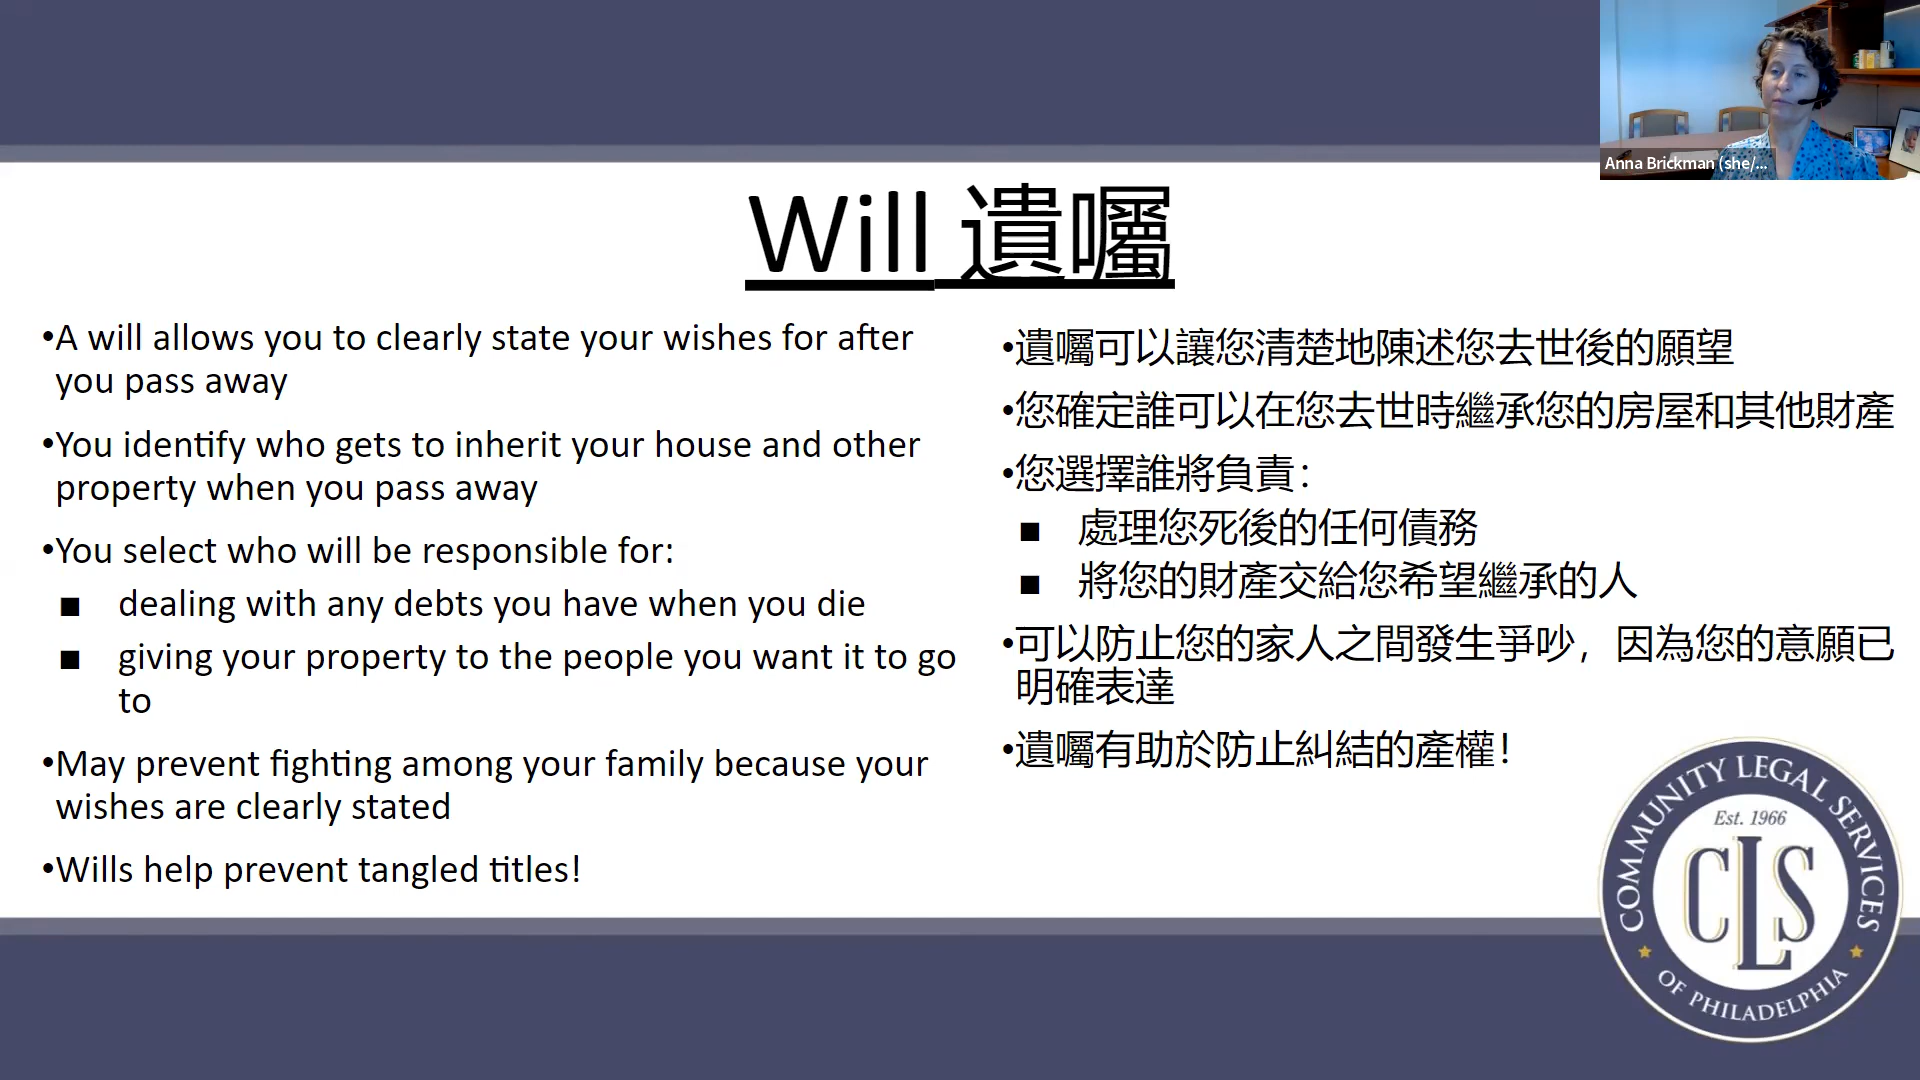 Anna Brickman (she/...
Will 遺囑
•A will allows you to clearly state your wishes for after
you pass away
•You identify who gets to inherit your house and other
property when you pass away
•You select who will be responsible for:
■ dealing with any debts you have when you die
■ giving your property to the people you want it to go
to
•May prevent fighting among your family because your
wishes are clearly stated
•Wills help prevent tangled titles!
•遺囑可以讓您清楚地陳述您去世後的願望
•您確定誰可以在您去世時繼承您的房屋和其他財產
•您選擇誰將負責：
■ 處理您死後的任何債務
■ 將您的財產交給您希望繼承的人
•可以防止您的家人之間發生爭吵，因為您的意願已
明確表達
•遺囑有助於防止糾結的產權！
COMMUNITY LEGAL SERVICES
Est. 1966
CLS
OF PHILADELPHIA